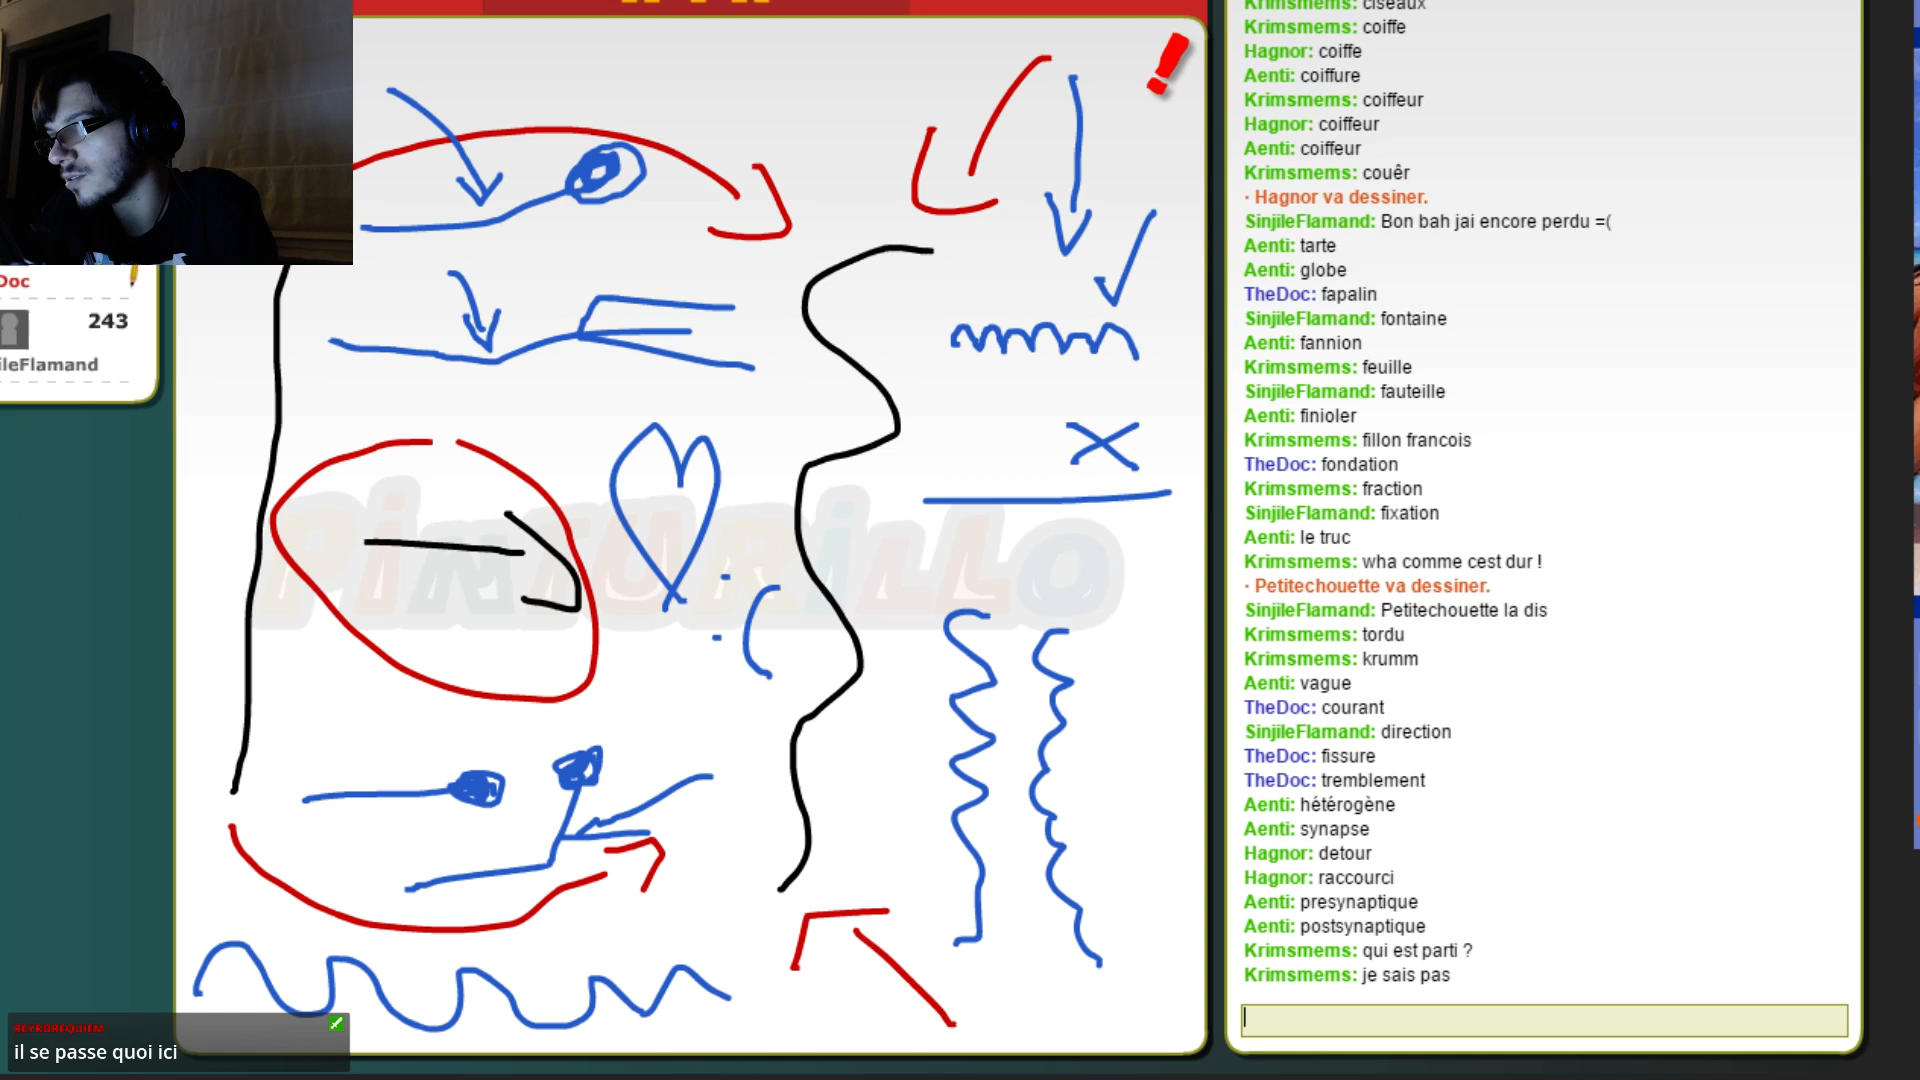 Doc
243
ileFlamand
PINTURILLO
Krimsmems: ciseaux
Krimsmems: coiffe
Hagnor: coiffe
Aenti: coiffure
Krimsmems: coiffeur
Hagnor: coiffeur
Aenti: coiffeur
Krimsmems: couêr
· Hagnor va dessiner.
SinjileFlamand: Bon bah jai encore perdu =(
Aenti: tarte
Aenti: globe
TheDoc: fapalin
SinjileFlamand: fontaine
Aenti: fannion
Krimsmems: feuille
SinjileFlamand: fauteille
Aenti: finioler
Krimsmems: fillon francois
TheDoc: fondation
Krimsmems: fraction
SinjileFlamand: fixation
Aenti: le truc
Krimsmems: wha comme cest dur !
· Petitechouette va dessiner.
SinjileFlamand: Petitechouette la dis
Krimsmems: tordu
Krimsmems: krumm
Aenti: vague
TheDoc: courant
SinjileFlamand: direction
TheDoc: fissure
TheDoc: tremblement
Aenti: hétérogène
Aenti: synapse
Hagnor: detour
Hagnor: raccourci
Aenti: presynaptique
Aenti: postsynaptique
Krimsmems: qui est parti ?
Krimsmems: je sais pas
REYKOREQUIEM
il se passe quoi ici